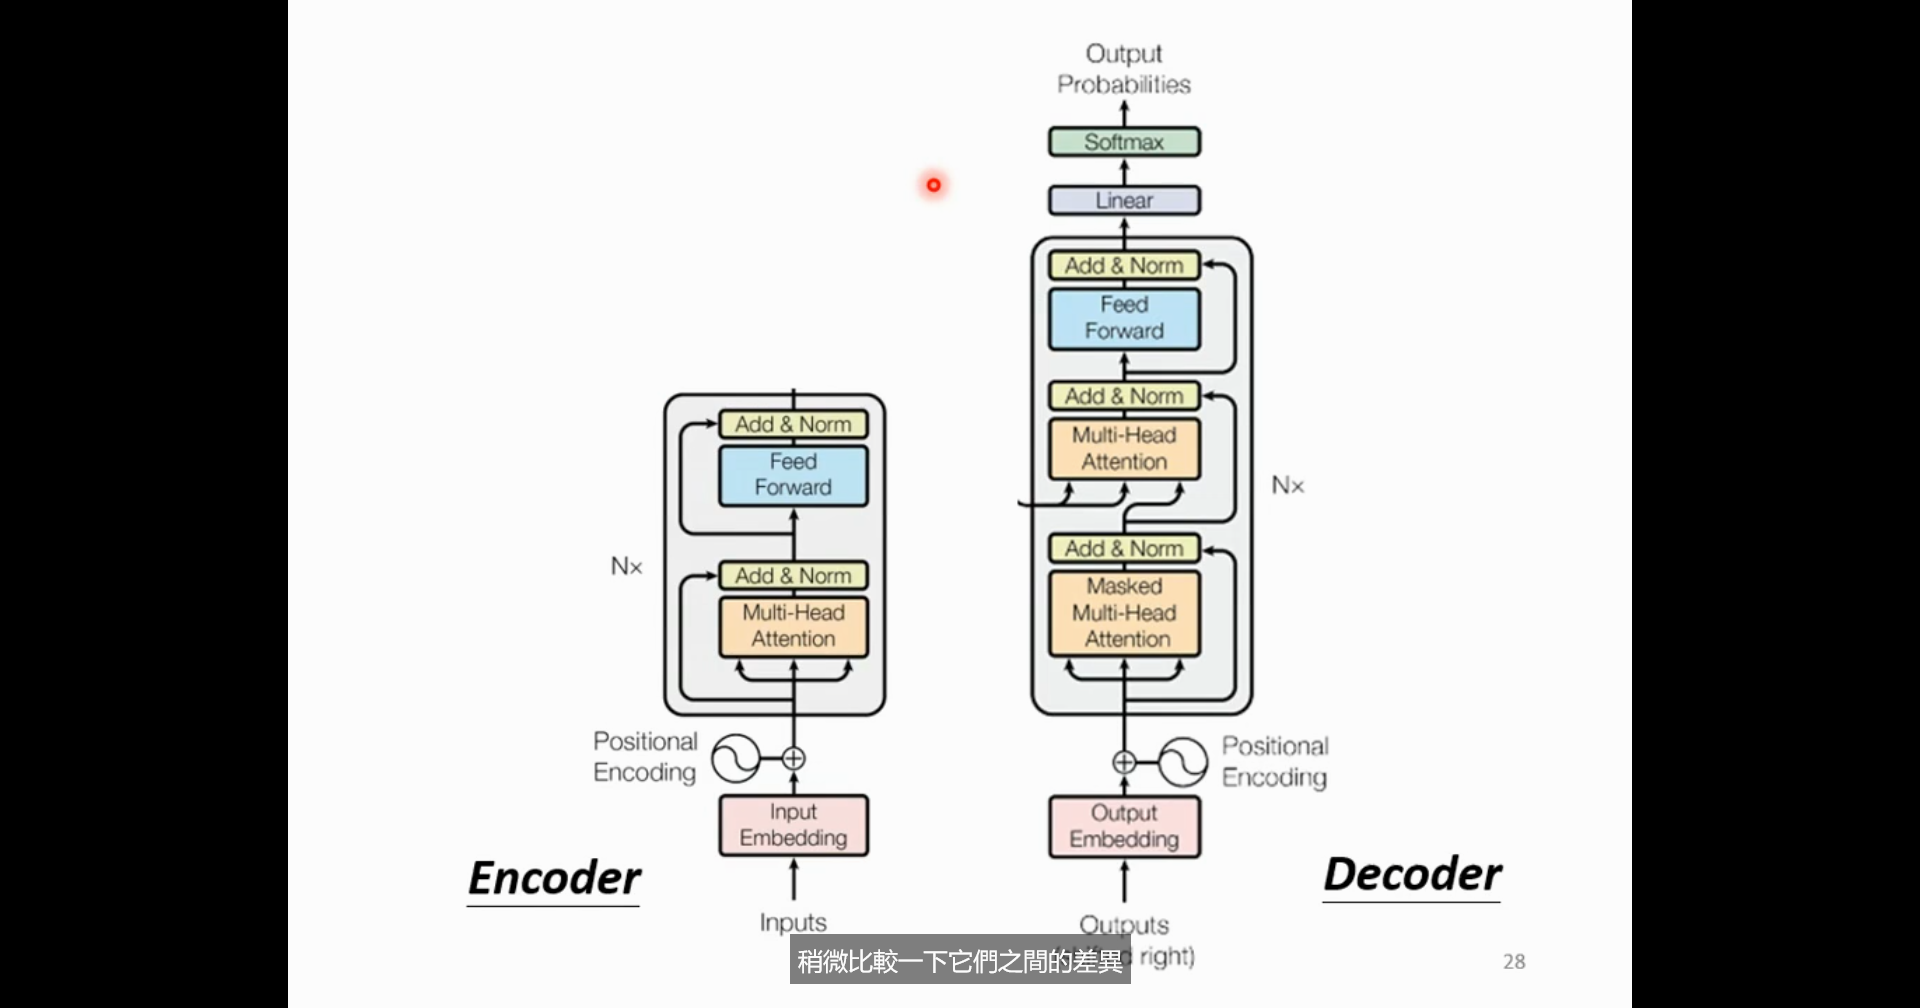 Output
Probabilities
Softmax
Linear
Add & Norm
Feed
Forward
Add & Norm
Multi-Head
Attention
Nx
Add & Norm
Masked
Multi-Head
Attention
Add & Norm
Feed
Forward
Nx
Add & Norm
Multi-Head
Attention
Positional
Encoding
Input
Embedding
Inputs
Encoder
Positional
Encoding
Output
Embedding
Outputs
right)
Decoder
稍微比較一下它們之間的差異
28